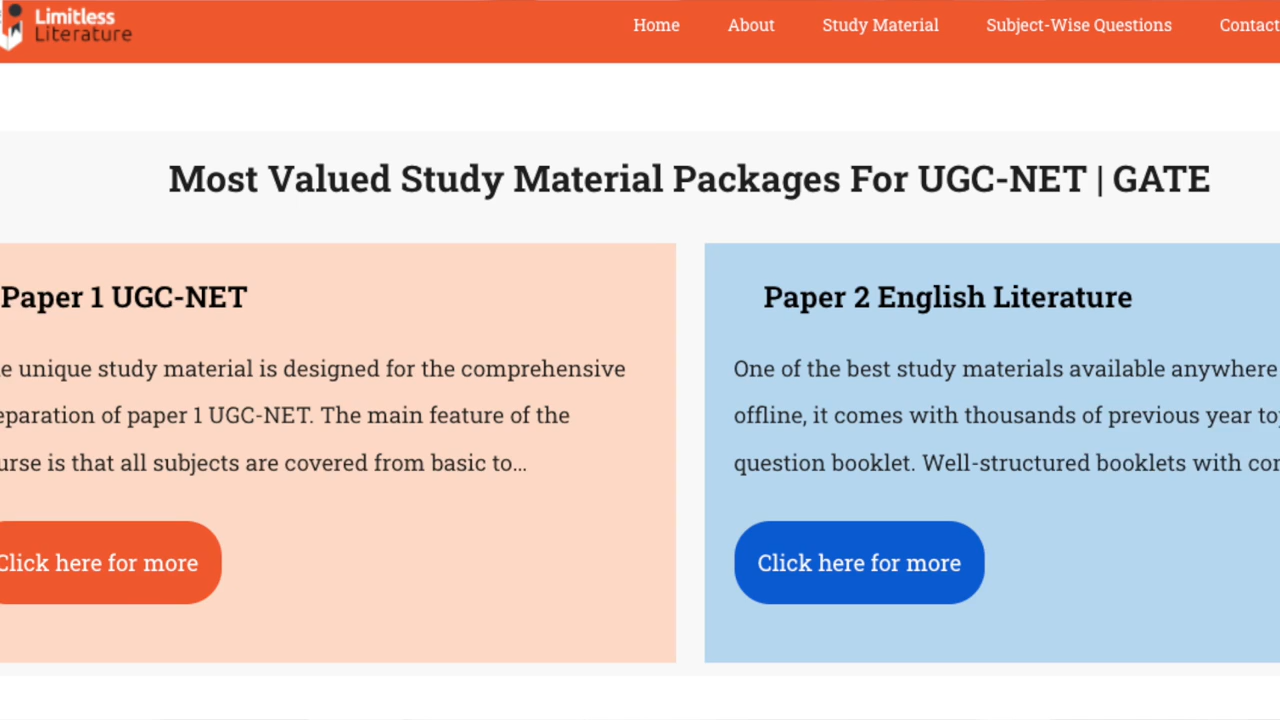 Limitless
Literature
Home About Study Material Subject-Wise Questions Contact
Most Valued Study Material Packages For UGC-NET | GATE
Paper 1 UGC-NET
unique study material is designed for the comprehensive
of paper 1 UGC-NET. The main feature of the
is that all subjects are covered from basic to...
Click here for more
Paper 2 English Literature
One of the best study materials available anywhere
offline, it comes with thousands of previous year
question booklet. Well-structured booklets with
Click here for more